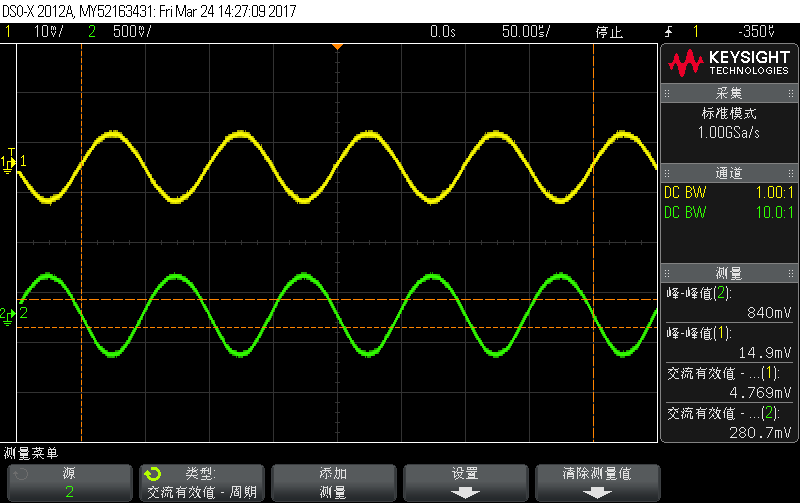 DSO-X 2012A, MY52163431: Fri Mar 24 14:27:09 2017
1 10mV/ 2 500mV/ 0.0s 50.00us/ 停止 1 -350mV
KEYSIGHT
TECHNOLOGIES
采集
标准模式
1.00GSa/s
通道
DC BW 1.00:1
DC BW 10.0:1
测量
峰-峰值(2):
840mV
峰-峰值(1):
14.9mV
交流有效值 - ...(1):
4.769mV
交流有效值 - ...(2):
280.7mV
T
1 1
2 2
测量菜单
源
2
类型:
交流有效值 - 周期
添加
测量
设置
清除测量值